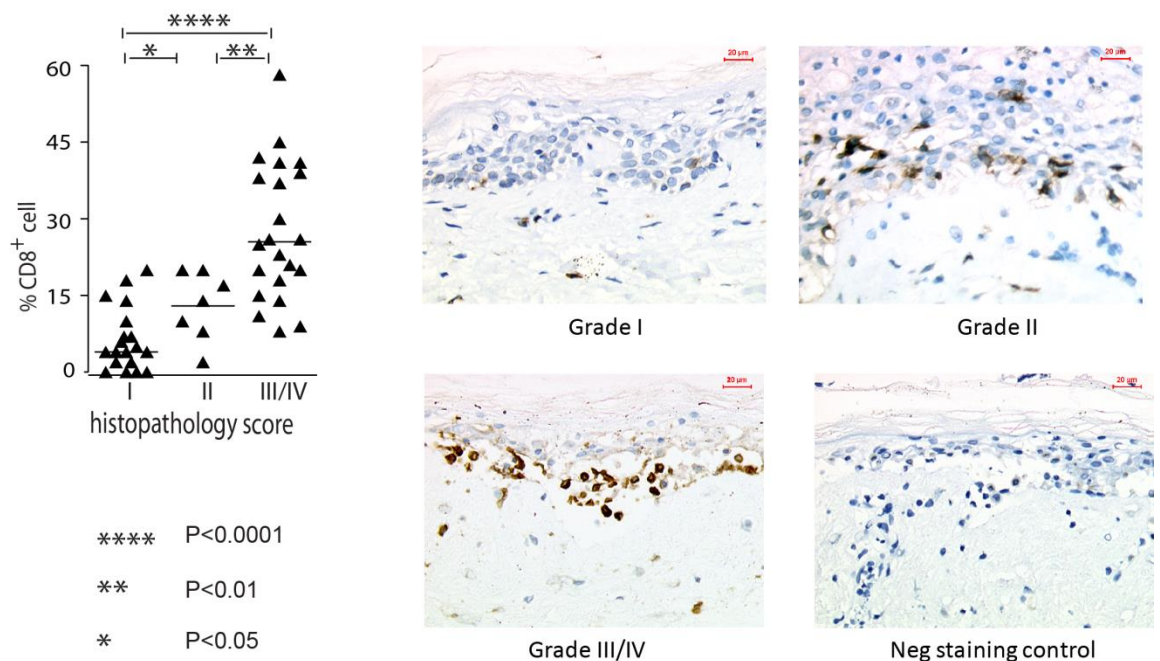 ****
* **
60
45
30
15
0
% CD8+ cell
I II III/IV
histopathology score
**** P<0.0001
** P<0.01
* P<0.05
20 µm
Grade I
20 µm
Grade II
20 µm
Grade III/IV
20 µm
Neg staining control